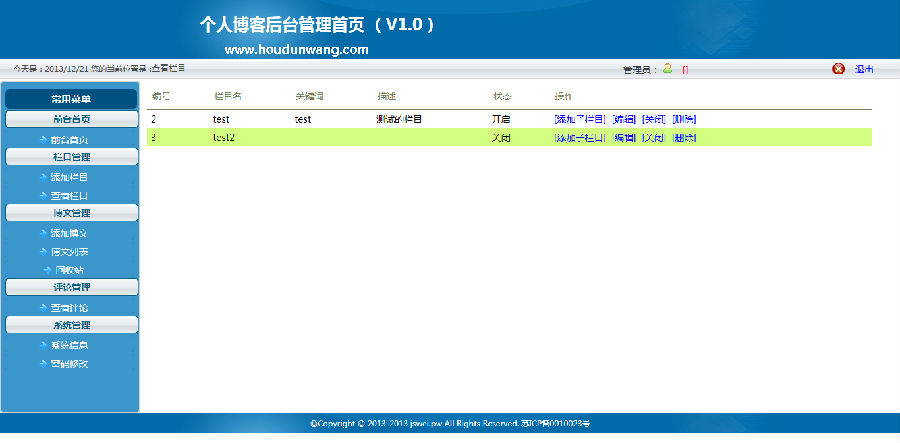 个人博客后台管理首页 （ V1.0 ）
www.houdunwang.com
今天是：2013/12/21 您的当前位置是 :查看栏目 管理员： [] 退出
常用菜单
前台首页
前台首页
栏目管理
添加栏目
查看栏目
博文管理
添加博文
博文列表
回收站
评论管理
查看评论
系统管理
系统信息
密码修改
编号 栏目名 关键词 描述 状态 操作
2 test test 测试的栏目 开启 [添加子栏目] [编辑] [关闭] [删除]
3 test2 关闭 [添加子栏目] [编辑] [关闭] [删除]
©Copyright © 2013-2013 jswei.pw All Rights Reserved. 苏ICP备0010023号